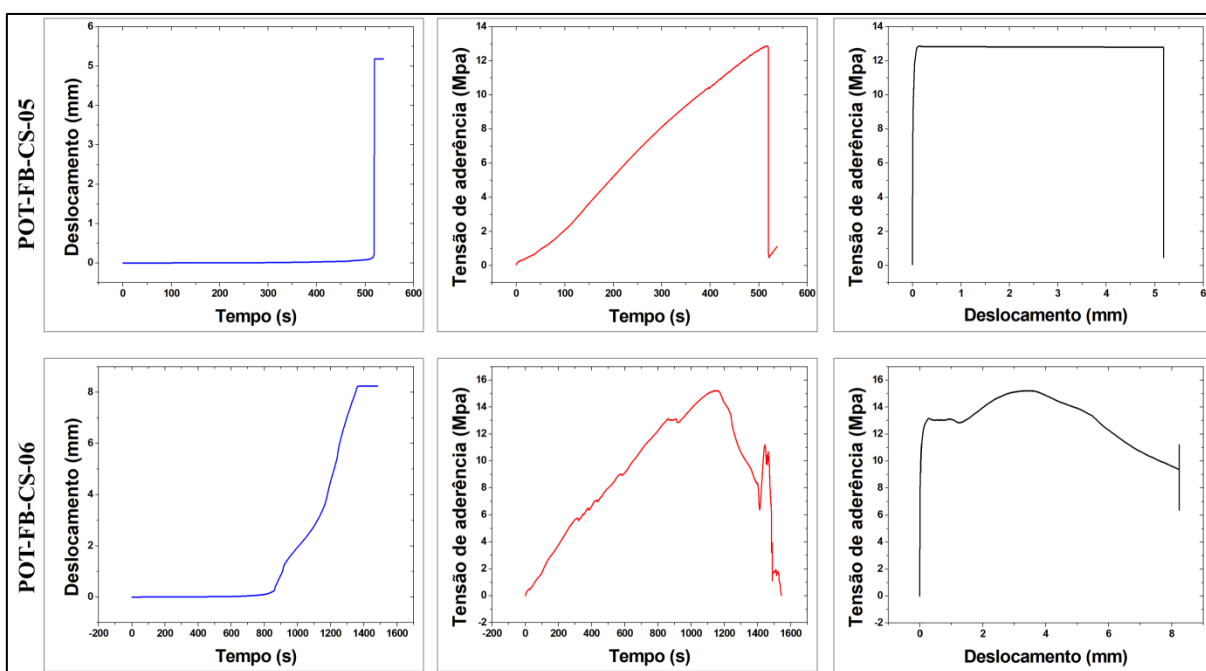 POT-FB-CS-05
Deslocamento (mm)
6
5
4
3
2
1
0
0 100 200 300 400 500 600
Tempo (s)
Tensão de aderência (Mpa)
14
12
10
8
6
4
2
0
0 100 200 300 400 500 600
Tempo (s)
Tensão de aderência (Mpa)
14
12
10
8
6
4
2
0
0 1 2 3 4 5 6
Deslocamento (mm)
POT-FB-CS-06
Deslocamento (mm)
8
6
4
2
0
-200 0 200 400 600 800 1000 1200 1400 1600
Tempo (s)
Tensão de aderência (Mpa)
16
14
12
10
8
6
4
2
0
-2
-200 0 200 400 600 800 1000 1200 1400 1600
Tempo (s)
Tensão de aderência (Mpa)
16
14
12
10
8
6
4
2
0
-2
0 2 4 6 8
Deslocamento (mm)